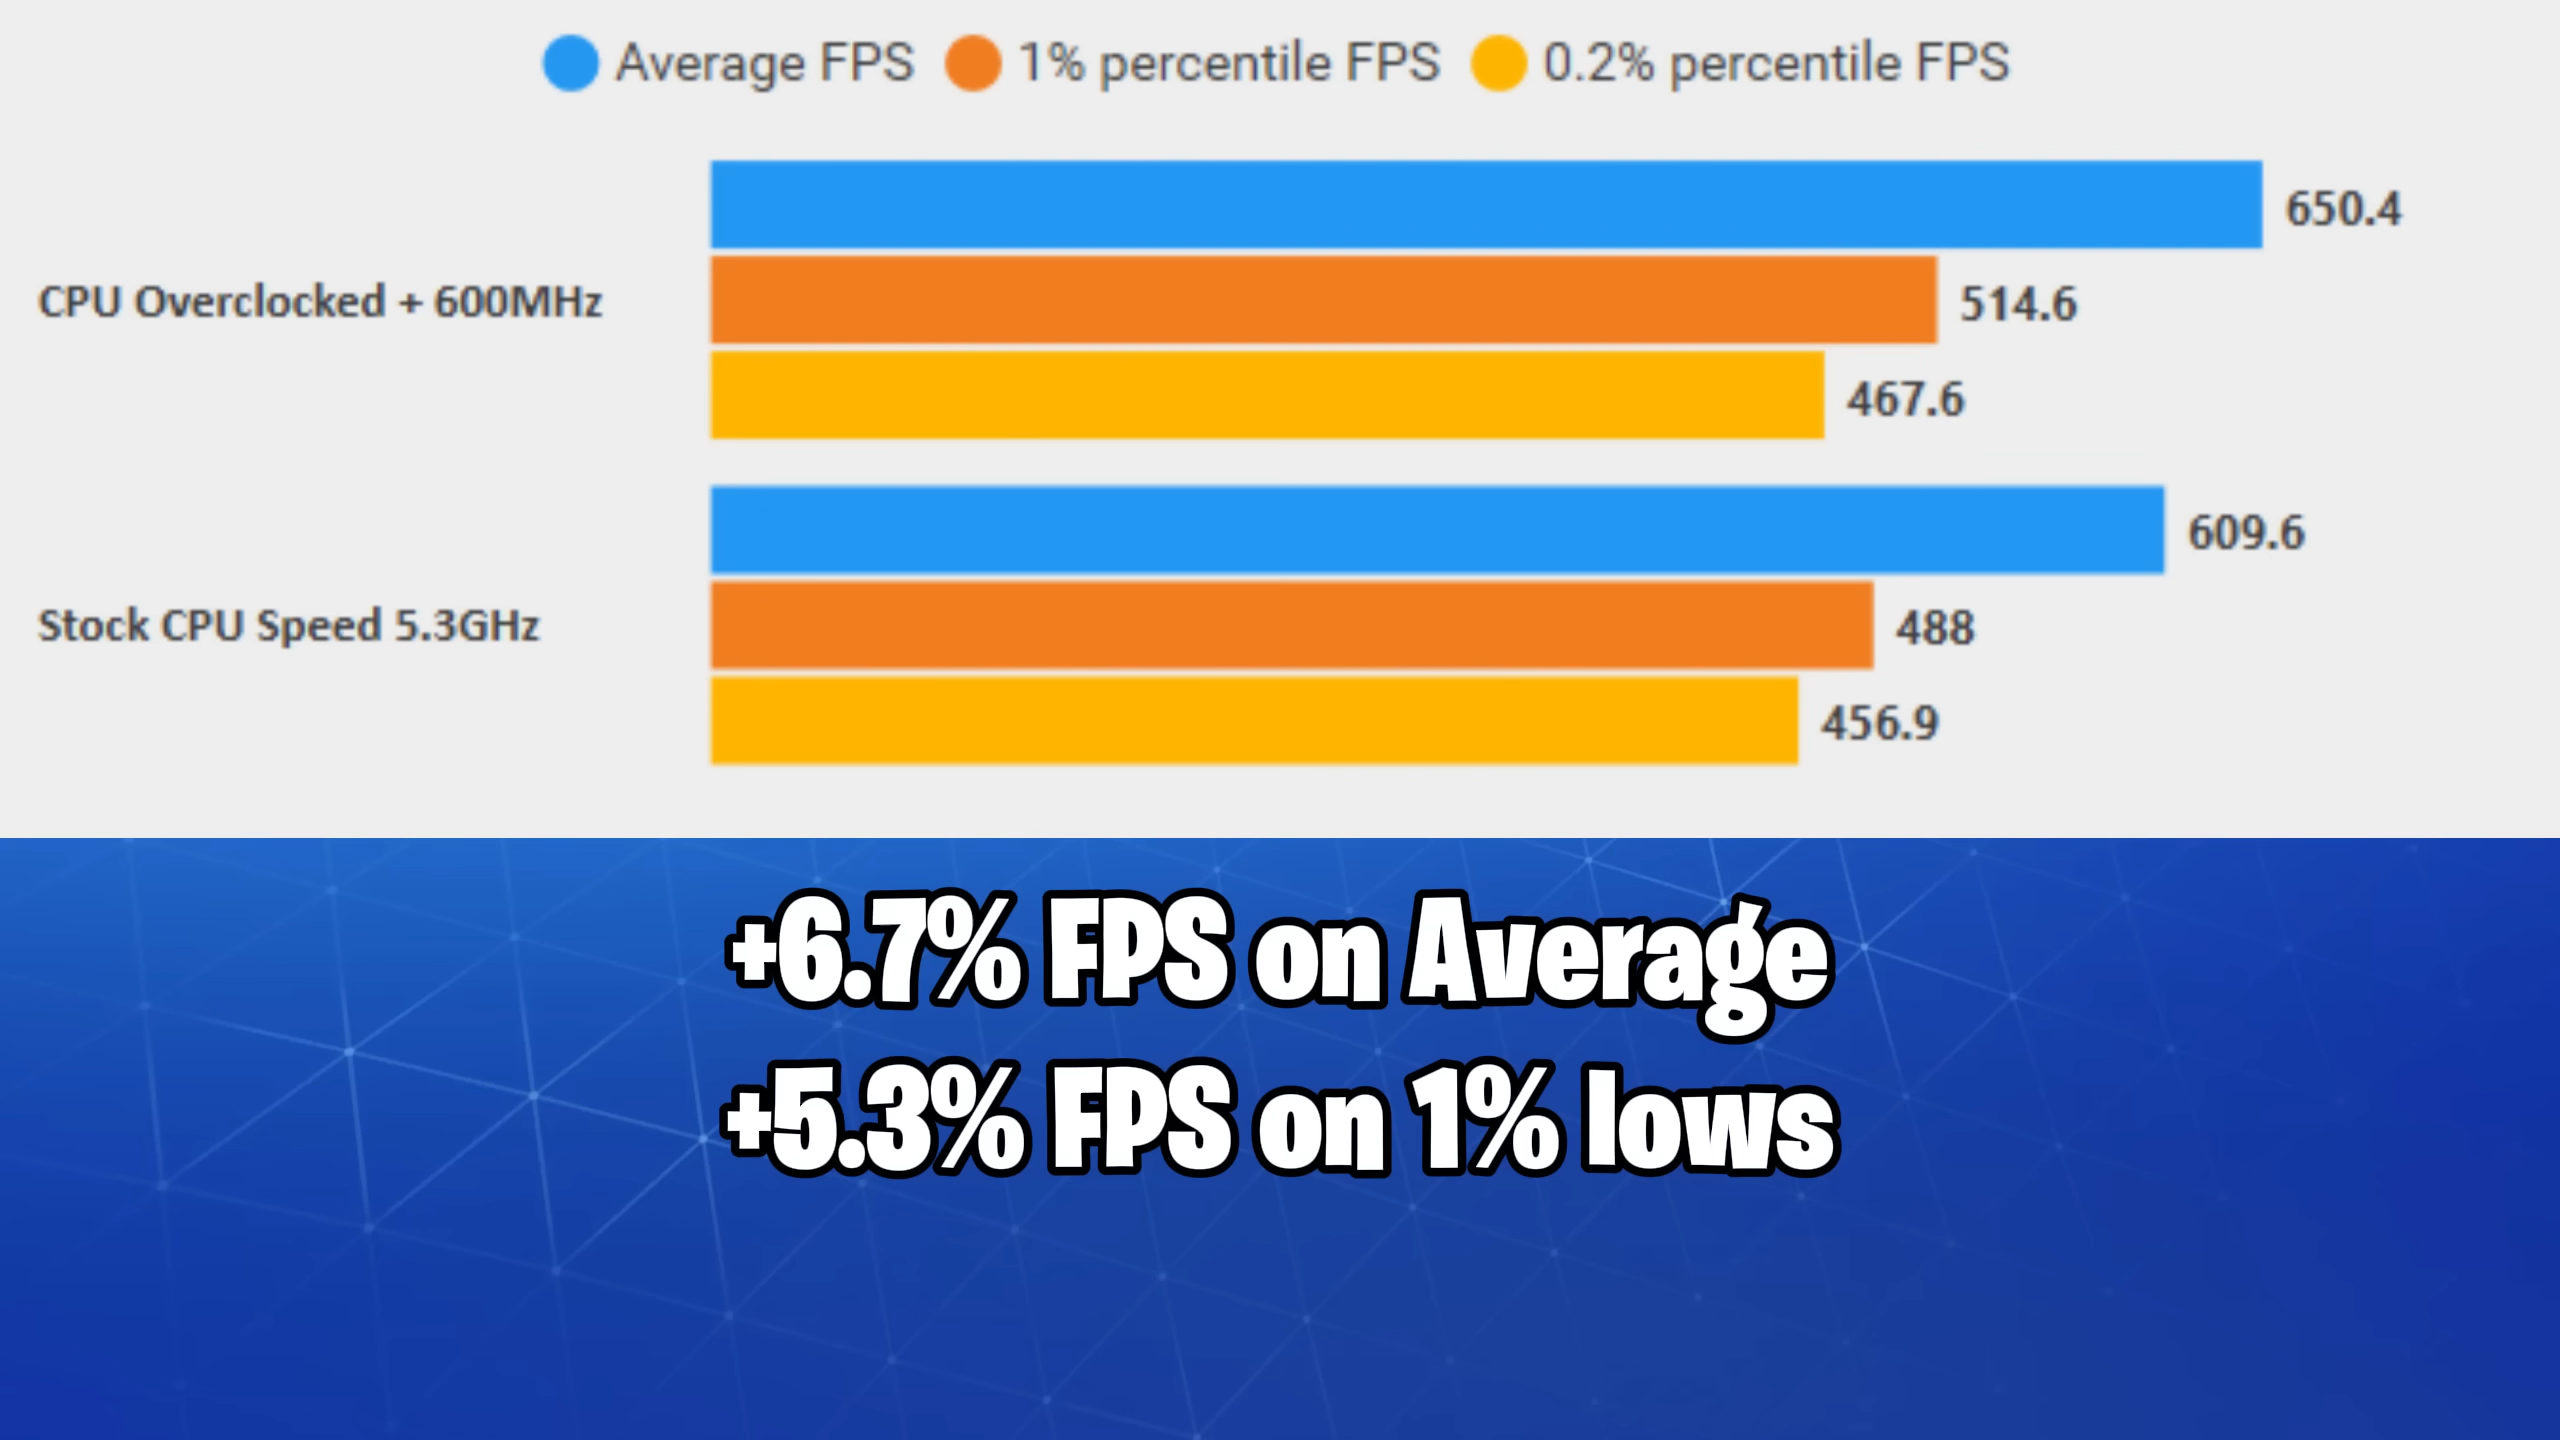 Average FPS 1% percentile FPS 0.2% percentile FPS
650.4
CPU Overclocked + 600MHz
514.6
467.6
609.6
Stock CPU Speed 5.3GHz
488
456.9
+6.7% FPS on Average
+5.3% FPS on 1% lows